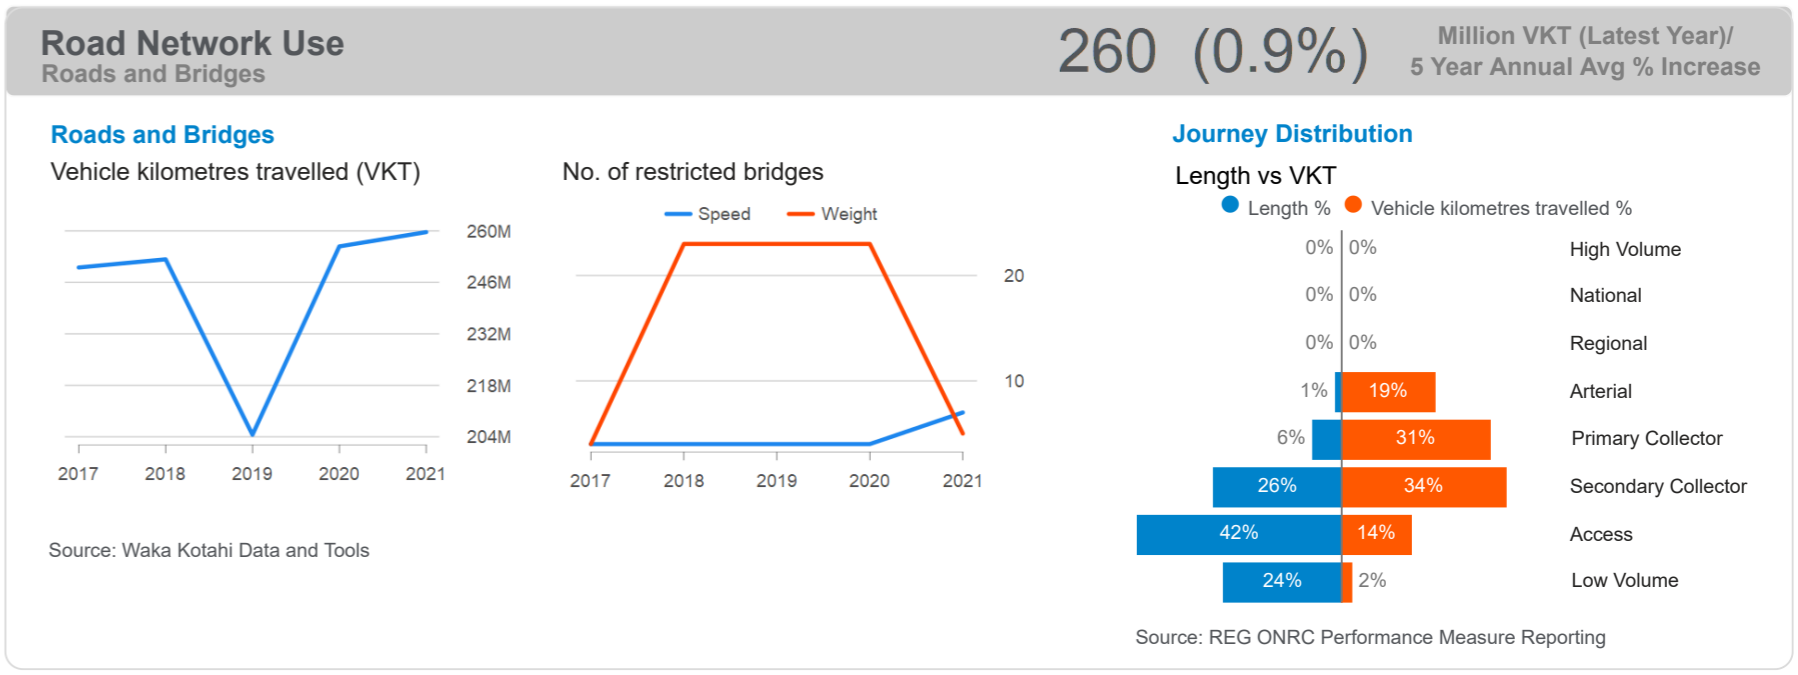 Road Network Use
Roads and Bridges
260 (0.9%)
Million VKT (Latest Year)/
5 Year Annual Avg % Increase
Roads and Bridges
Vehicle kilometres travelled (VKT)
260M
246M
232M
218M
204M
2017 2018 2019 2020 2021
Source: Waka Kotahi Data and Tools
No. of restricted bridges
Speed Weight
20
10
2017 2018 2019 2020 2021
Journey Distribution
Length vs VKT
Length % Vehicle kilometres travelled %
0% 0% High Volume
0% 0% National
0% 0% Regional
1% 19% Arterial
6% 31% Primary Collector
26% 34% Secondary Collector
42% 14% Access
24% 2% Low Volume
Source: REG ONRC Performance Measure Reporting